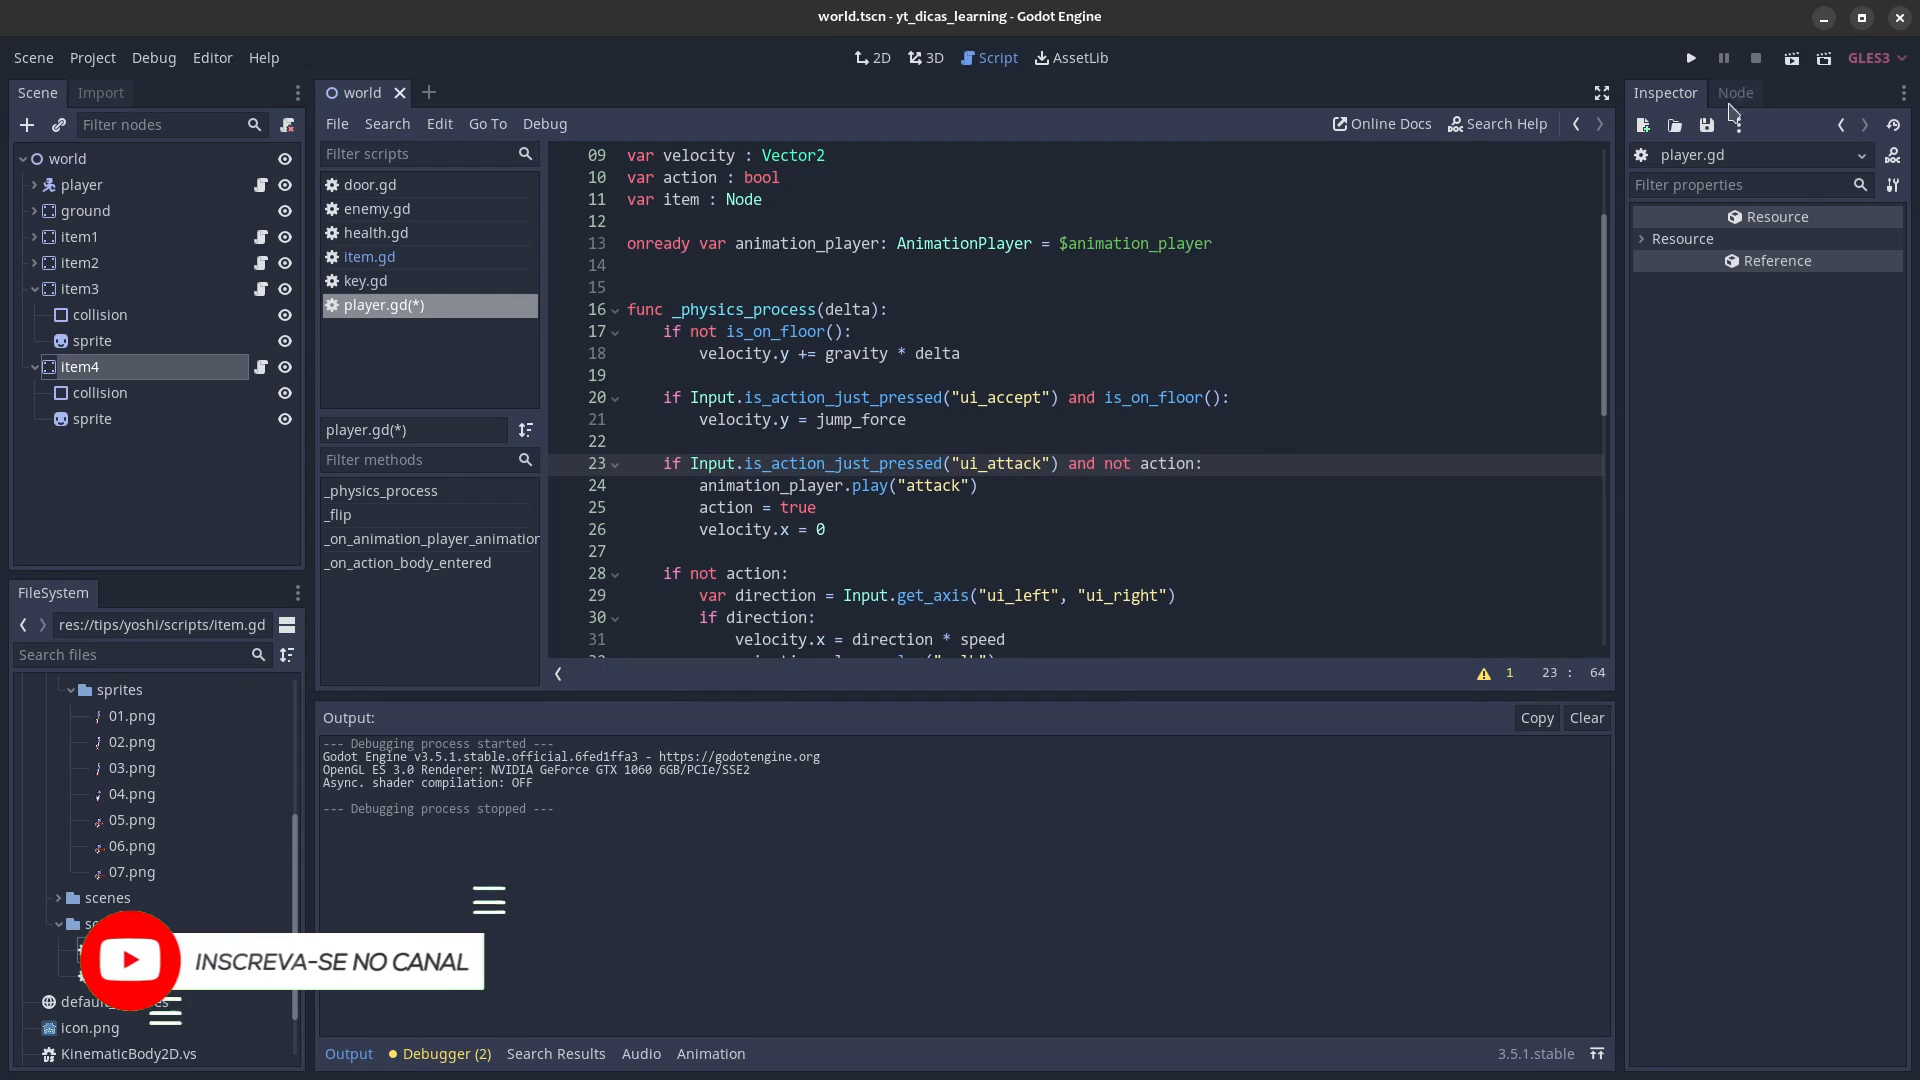 world.tscn - yt_dicas_learning - Godot Engine
Scene Project Debug Editor Help
2D 3D Script AssetLib
GLES3
Scene Import
Filter nodes
world
player
ground
item1
item2
item3
collision
sprite
item4
collision
sprite
FileSystem
res://tips/yoshi/scripts/item.gd
Search files
sprites
01.png
02.png
03.png
04.png
05.png
06.png
07.png
scenes
icon.png
KinematicBody2D.vs
INSCREVA-SE NO CANAL
world
File Search Edit Go To Debug
Online Docs Search Help
Filter scripts
door.gd
enemy.gd
health.gd
item.gd
key.gd
player.gd(*)
player.gd(*)
Filter methods
_physics_process
_flip
_on_animation_player_animation
_on_action_body_entered
09 var velocity : Vector2
10 var action : bool
11 var item : Node
12
13 onready var animation_player: AnimationPlayer = $animation_player
14
15
16 func _physics_process(delta):
17 if not is_on_floor():
18 velocity.y += gravity * delta
19
20 if Input.is_action_just_pressed("ui_accept") and is_on_floor():
21 velocity.y = jump_force
22
23 if Input.is_action_just_pressed("ui_attack") and not action:
24 animation_player.play("attack")
25 action = true
26 velocity.x = 0
27
28 if not action:
29 var direction = Input.get_axis("ui_left", "ui_right")
30 if direction:
31 velocity.x = direction * speed
1 23 : 64
Output:
Copy Clear
--- Debugging process started ---
Godot Engine v3.5.1.stable.official.6fed1ffa3 - https://godotengine.org
OpenGL ES 3.0 Renderer: NVIDIA GeForce GTX 1060 6GB/PCIe/SSE2
Async. shader compilation: OFF
--- Debugging process stopped ---
Output Debugger (2) Search Results Audio Animation
3.5.1.stable
Inspector Node
player.gd
Filter properties
Resource
Resource
Reference